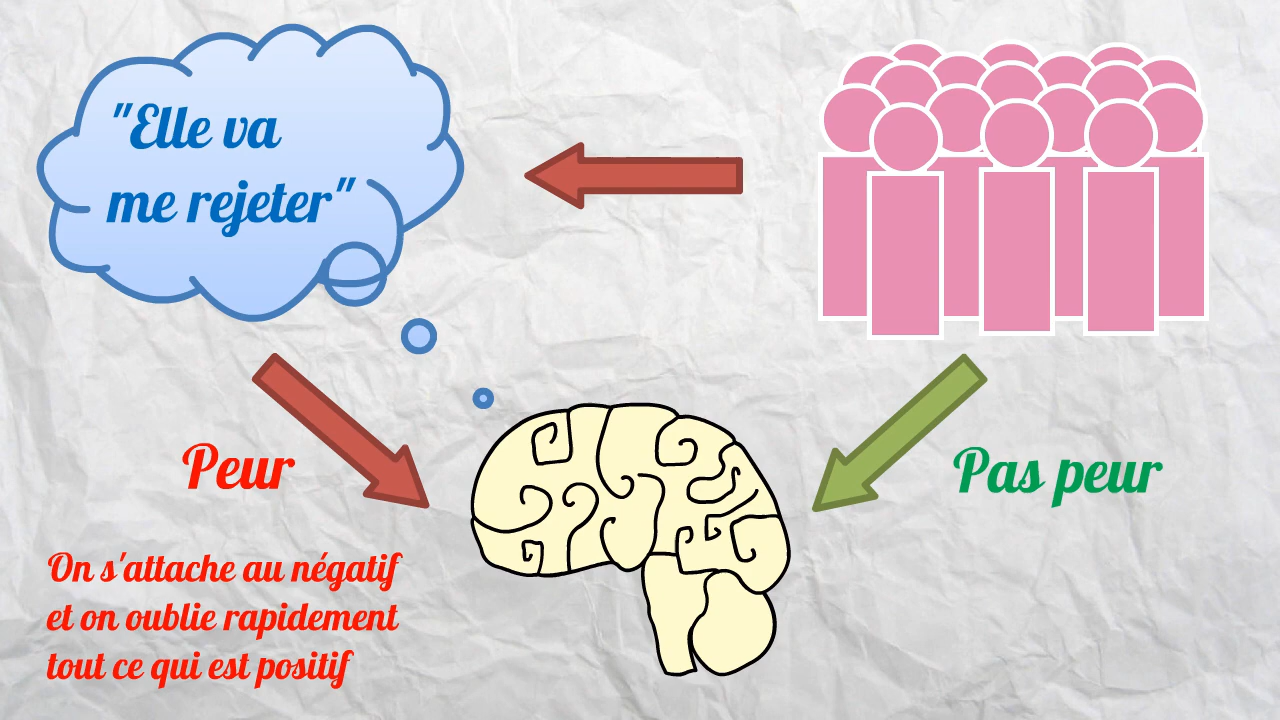 "Elle va
me rejeter"
Peur
Pas peur
On s'attache au négatif
et on oublie rapidement
tout ce qui est positif